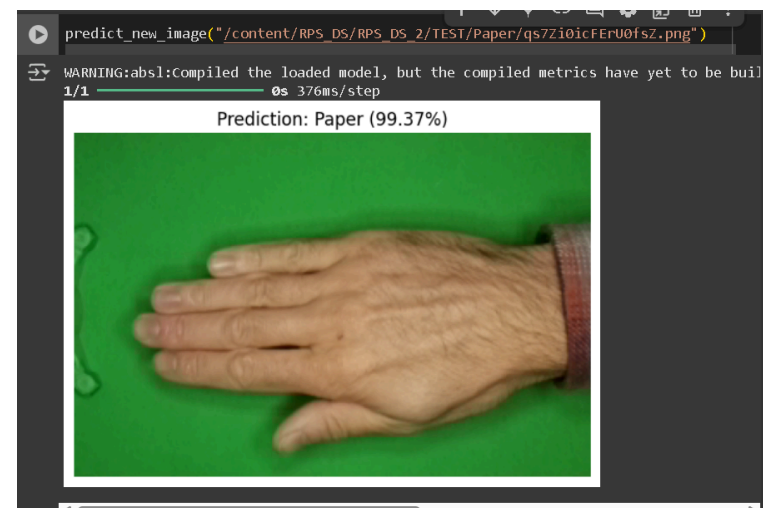 predict_new_image("/content/RPS_DS/RPS_DS_2/TEST/Paper/qs7Zi0icFErU0fsZ.png")
WARNING:absl:Compiled the loaded model, but the compiled metrics have yet to be buil
1/1 0s 376ms/step
Prediction: Paper (99.37%)